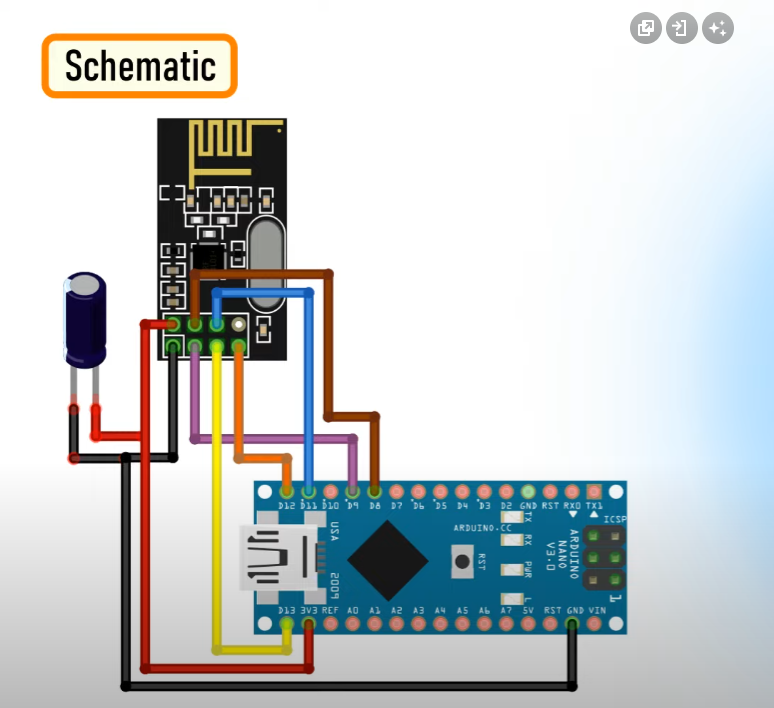 Schematic
D12 D11 D10 D9 D8 D7 D6 D5 D4 D3 D2 GND RST RX0 TX1
TX
RX
PWR
L
ARDUINO.CC
RST
ARDUINO
NANO
V3.0
ICSP
1
USA
2009
D13 3V3 REF A0 A1 A2 A3 A4 A5 A6 A7 5V RST GND VIN